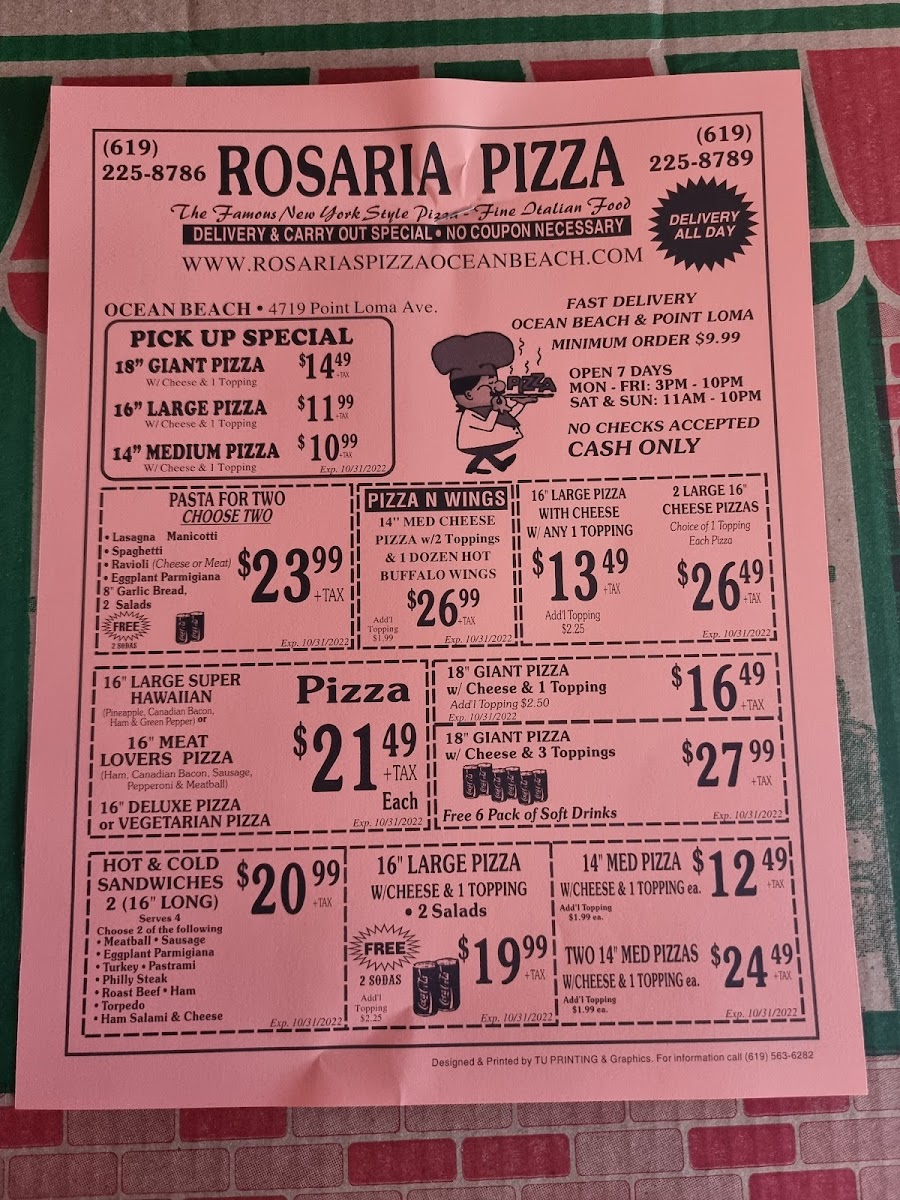 (619)
225-8786
ROSARIA PIZZA
(619)
225-8789
The Famous New York Style Pizza - Fine Italian Food
DELIVERY & CARRY OUT SPECIAL • NO COUPON NECESSARY
WWW.ROSARIASPIZZAOCEANBEACH.COM
DELIVERY
ALL DAY
OCEAN BEACH • 4719 Point Loma Ave.
PICK UP SPECIAL
18" GIANT PIZZA $14.49 +TAX
W/ Cheese & 1 Topping
16" LARGE PIZZA $11.99 +TAX
W/ Cheese & 1 Topping
14" MEDIUM PIZZA $10.99 +TAX
W/ Cheese & 1 Topping
Exp. 10/31/2022
PIZZA
FAST DELIVERY
OCEAN BEACH & POINT LOMA
MINIMUM ORDER $9.99
OPEN 7 DAYS
MON - FRI: 3PM - 10PM
SAT & SUN: 11AM - 10PM
NO CHECKS ACCEPTED
CASH ONLY
PASTA FOR TWO
CHOOSE TWO
• Lasagna Manicotti
• Spaghetti
• Ravioli (Cheese or Meat)
• Eggplant Parmigiana
8" Garlic Bread,
2 Salads
FREE
2 SODAS
Coca-Cola Coca-Cola
$23.99 +TAX
Exp. 10/31/2022
PIZZA N WINGS
14" MED CHEESE
PIZZA w/2 Toppings
& 1 DOZEN HOT
BUFFALO WINGS
$26.99 +TAX
Add'l
Topping
$1.99
Exp. 10/31/2022
16" LARGE PIZZA
WITH CHEESE
W/ ANY 1 TOPPING
$13.49 +TAX
Add'l Topping
$2.25
2 LARGE 16"
CHEESE PIZZAS
Choice of 1 Topping
Each Pizza
$26.49 +TAX
Exp. 10/31/2022
16" LARGE SUPER
HAWAIIAN
(Pineapple, Canadian Bacon,
Ham & Green Pepper) or
16" MEAT
LOVERS PIZZA
(Ham, Canadian Bacon, Sausage,
Pepperoni & Meatball)
16" DELUXE PIZZA
or VEGETARIAN PIZZA
Pizza
$21.49
+TAX
Each
Exp. 10/31/2022
18" GIANT PIZZA
w/ Cheese & 1 Topping
Add'l Topping $2.50
Exp. 10/31/2022
$16.49 +TAX
18" GIANT PIZZA
w/ Cheese & 3 Toppings
$27.99 +TAX
Free 6 Pack of Soft Drinks
Exp. 10/31/2022
HOT & COLD
SANDWICHES
2 (16" LONG)
Serves 4
Choose 2 of the following
• Meatball • Sausage
• Eggplant Parmigiana
• Turkey • Pastrami
• Philly Steak
• Roast Beef • Ham
• Torpedo
• Ham Salami & Cheese
$20.99 +TAX
Exp. 10/31/2022
16" LARGE PIZZA
W/CHEESE & 1 TOPPING
• 2 Salads
FREE
2 SODAS
Add'l
Topping
$2.25
Coca-Cola Coca-Cola
$19.99 +TAX
Exp. 10/31/2022
14" MED PIZZA
W/CHEESE & 1 TOPPING ea.
Add'l Topping
$1.99 ea.
$12.49 +TAX
TWO 14" MED PIZZAS
W/CHEESE & 1 TOPPING ea.
Add'l Topping
$1.99 ea.
$24.49 +TAX
Exp. 10/31/2022
Designed & Printed by TU PRINTING & Graphics. For information call (619) 563-6282